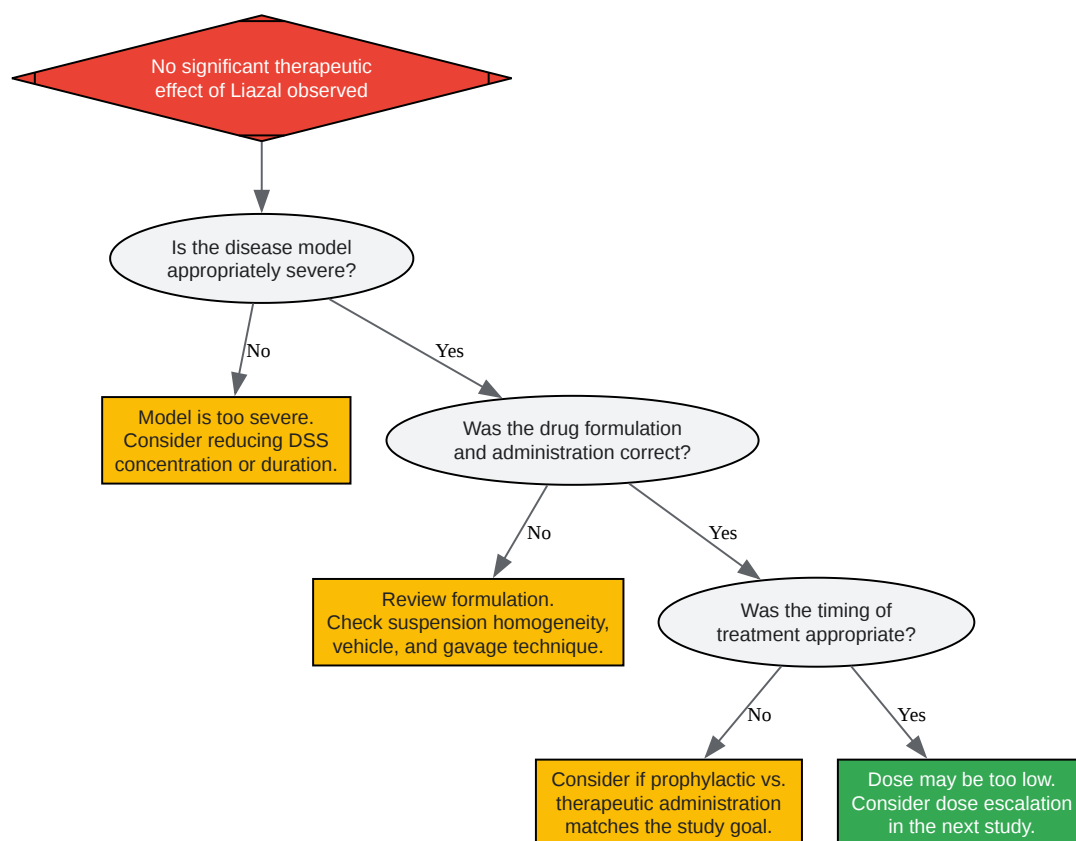 No significant therapeutic
effect of Liazal observed
Is the disease model
appropriately severe?
No
Yes
Model is too severe.
Consider reducing DSS
concentration or duration.
Was the drug formulation
and administration correct?
No
Yes
Review formulation.
Check suspension homogeneity,
vehicle, and gavage technique.
Was the timing of
treatment appropriate?
No
Yes
Consider if prophylactic vs.
therapeutic administration
matches the study goal.
Dose may be too low.
Consider dose escalation
in the next study.